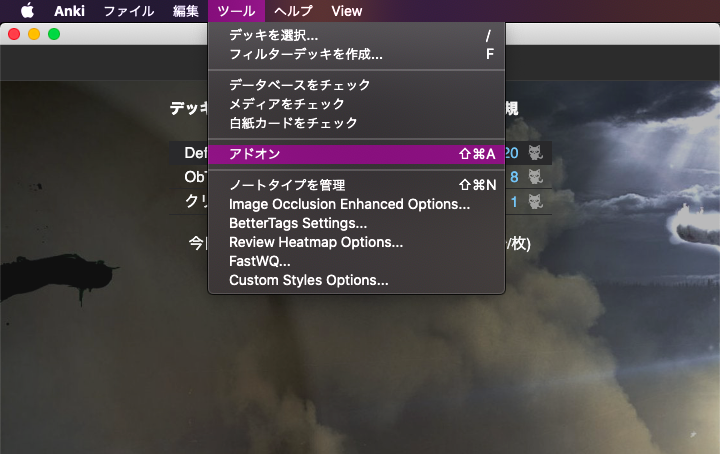 Anki ファイル 編集 ツール ヘルプ View
デッキを選択... /
フィルターデッキを作成... F
データベースをチェック
メディアをチェック
デッキ 規
白紙カードをチェック
Det アドオン ⇧⌘A 20
ObT 8
ノートタイプを管理 ⇧⌘N
クリ Image Occlusion Enhanced Options... 1
BetterTags Settings...
今日 Review Heatmap Options... /枚)
FastWQ...
Custom Styles Options...